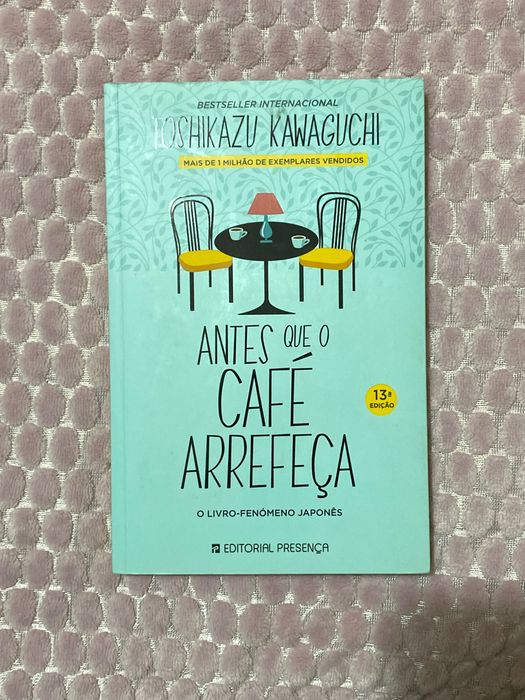 BESTSELLER INTERNACIONAL
TOSHIKAZU KAWAGUCHI
MAIS DE 1 MILHÃO DE EXEMPLARES VENDIDOS
ANTES QUE O
CAFÉ
ARREFEÇA
13ª
EDIÇÃO
O LIVRO-FENÓMENO JAPONÊS
EDITORIAL PRESENÇA